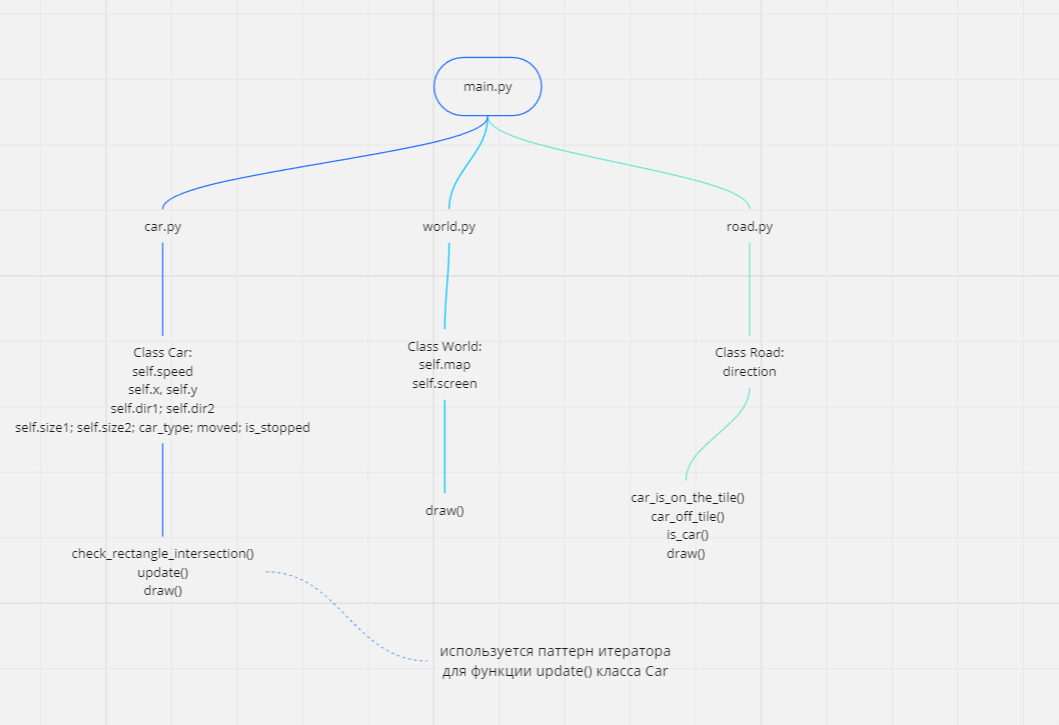 main.py
car.py
world.py
road.py
Class Car:
self.speed
self.x, self.y
self.dir1; self.dir2
self.size1; self.size2; car_type; moved; is_stopped
Class World:
self.map
self.screen
Class Road:
direction
check_rectangle_intersection()
update()
draw()
draw()
car_is_on_the_tile()
car_off_tile()
is_car()
draw()
используется паттерн итератора
для функции update() класса Car